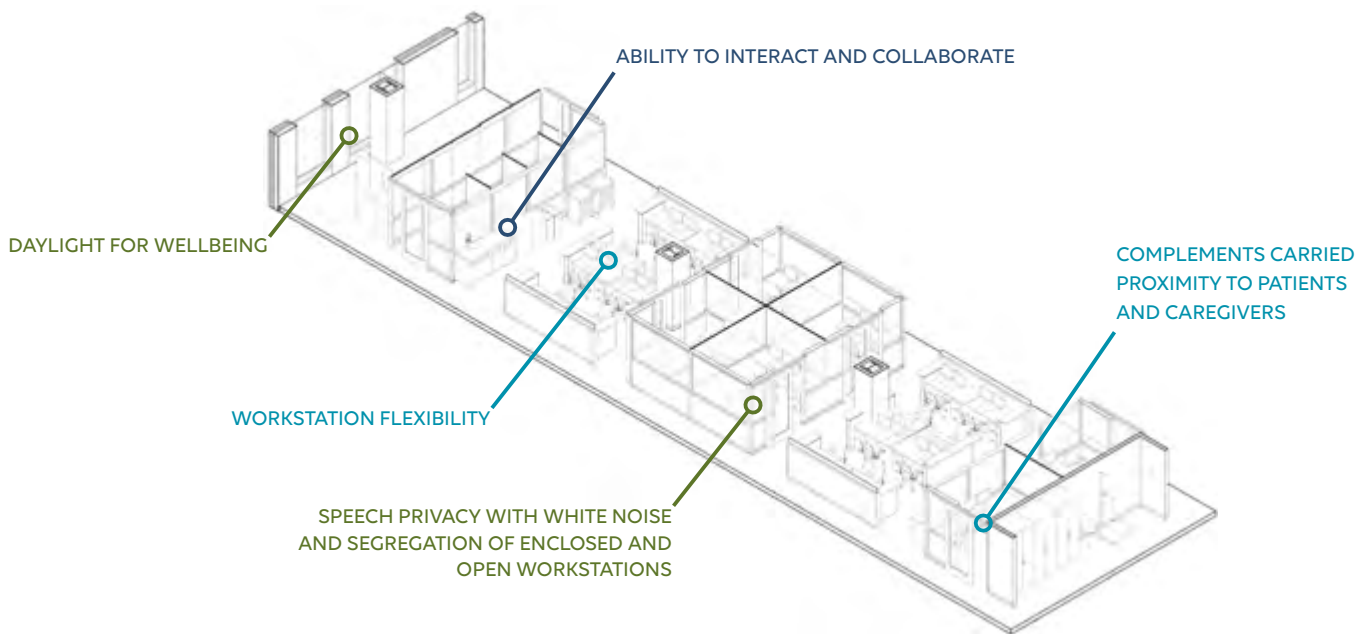 ABILITY TO INTERACT AND COLLABORATE
DAYLIGHT FOR WELLBEING
COMPLEMENTS CARRIED
PROXIMITY TO PATIENTS
AND CAREGIVERS
WORKSTATION FLEXIBILITY
SPEECH PRIVACY WITH WHITE NOISE
AND SEGREGATION OF ENCLOSED AND
OPEN WORKSTATIONS